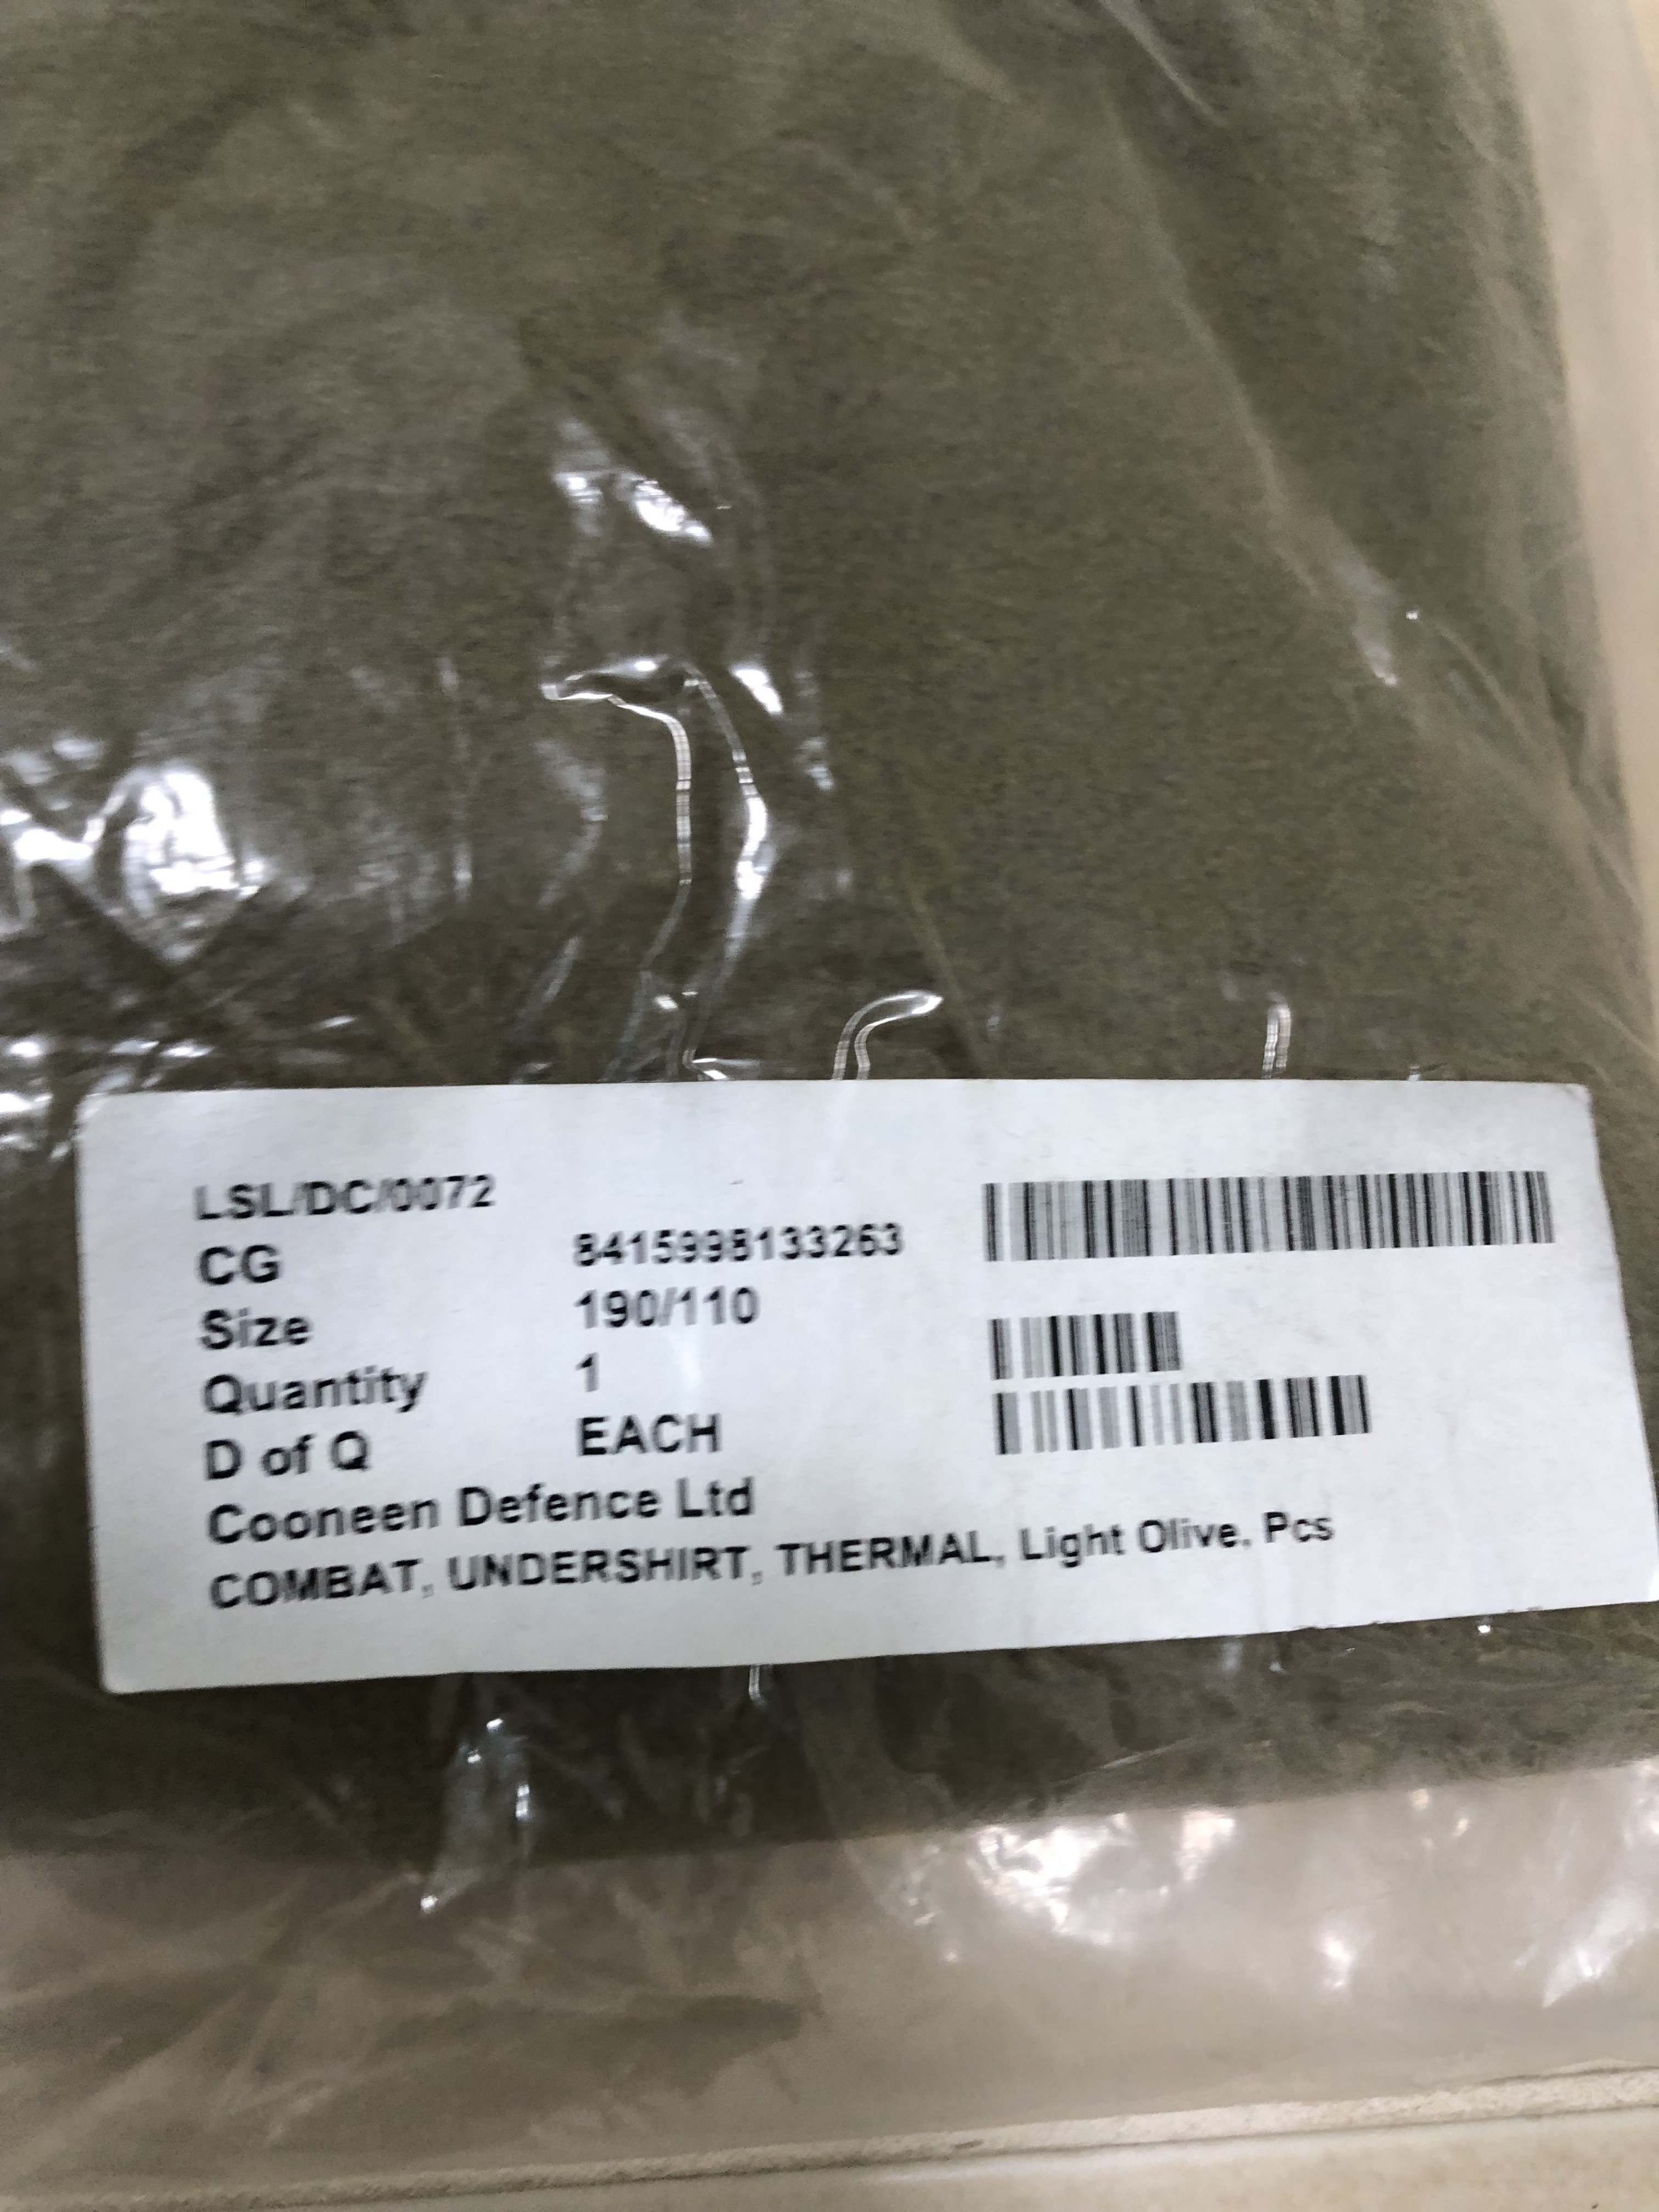 LSL/DC/0072
CG 8415998133263
Size 190/110
Quantity 1
D of Q EACH
Cooneen Defence Ltd
COMBAT, UNDERSHIRT, THERMAL, Light Olive, Pcs